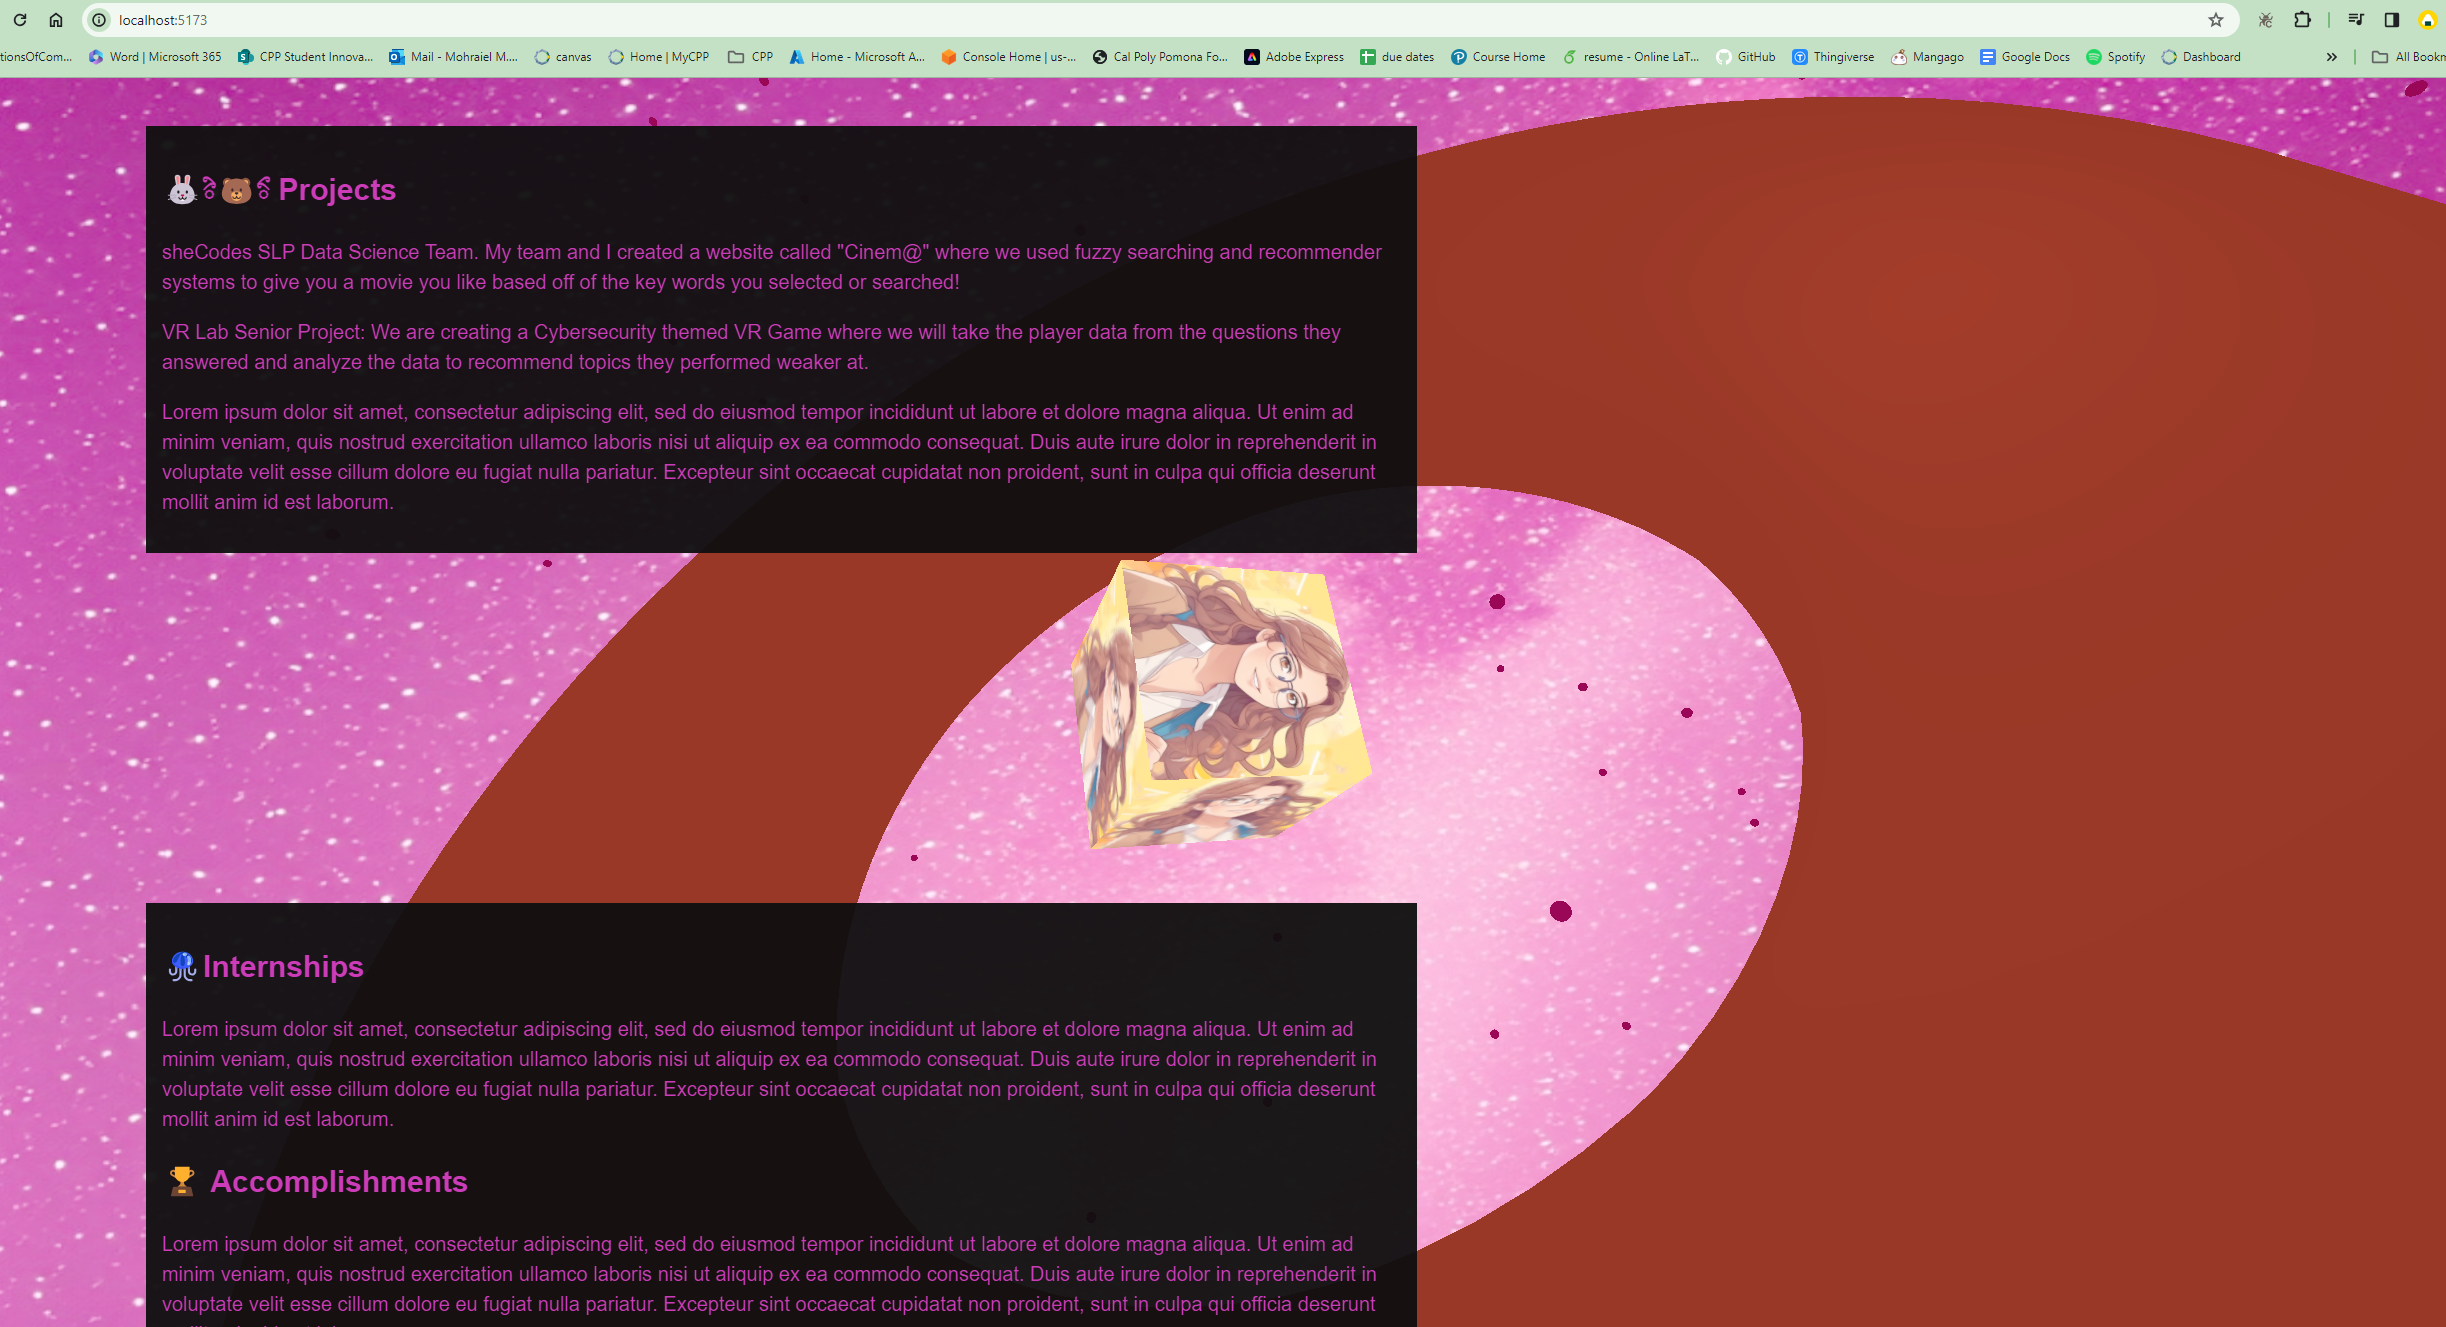 localhost:5173
tionsOfCom...
Word | Microsoft 365
CPP Student Innova...
Mail - Mohraiel M....
canvas
Home | MyCPP
CPP
Home - Microsoft A...
Console Home | us-...
Cal Poly Pomona Fo...
Adobe Express
due dates
Course Home
resume - Online LaT...
GitHub
Thingiverse
Mangago
Google Docs
Spotify
Dashboard
All Bookm
Projects
sheCodes SLP Data Science Team. My team and I created a website called "Cinem@" where we used fuzzy searching and recommender
systems to give you a movie you like based off of the key words you selected or searched!
VR Lab Senior Project: We are creating a Cybersecurity themed VR Game where we will take the player data from the questions they
answered and analyze the data to recommend topics they performed weaker at.
Lorem ipsum dolor sit amet, consectetur adipiscing elit, sed do eiusmod tempor incididunt ut labore et dolore magna aliqua. Ut enim ad
minim veniam, quis nostrud exercitation ullamco laboris nisi ut aliquip ex ea commodo consequat. Duis aute irure dolor in reprehenderit in
voluptate velit esse cillum dolore eu fugiat nulla pariatur. Excepteur sint occaecat cupidatat non proident, sunt in culpa qui officia deserunt
mollit anim id est laborum.
Internships
Lorem ipsum dolor sit amet, consectetur adipiscing elit, sed do eiusmod tempor incididunt ut labore et dolore magna aliqua. Ut enim ad
minim veniam, quis nostrud exercitation ullamco laboris nisi ut aliquip ex ea commodo consequat. Duis aute irure dolor in reprehenderit in
voluptate velit esse cillum dolore eu fugiat nulla pariatur. Excepteur sint occaecat cupidatat non proident, sunt in culpa qui officia deserunt
mollit anim id est laborum.
Accomplishments
Lorem ipsum dolor sit amet, consectetur adipiscing elit, sed do eiusmod tempor incididunt ut labore et dolore magna aliqua. Ut enim ad
minim veniam, quis nostrud exercitation ullamco laboris nisi ut aliquip ex ea commodo consequat. Duis aute irure dolor in reprehenderit in
voluptate velit esse cillum dolore eu fugiat nulla pariatur. Excepteur sint occaecat cupidatat non proident, sunt in culpa qui officia deserunt